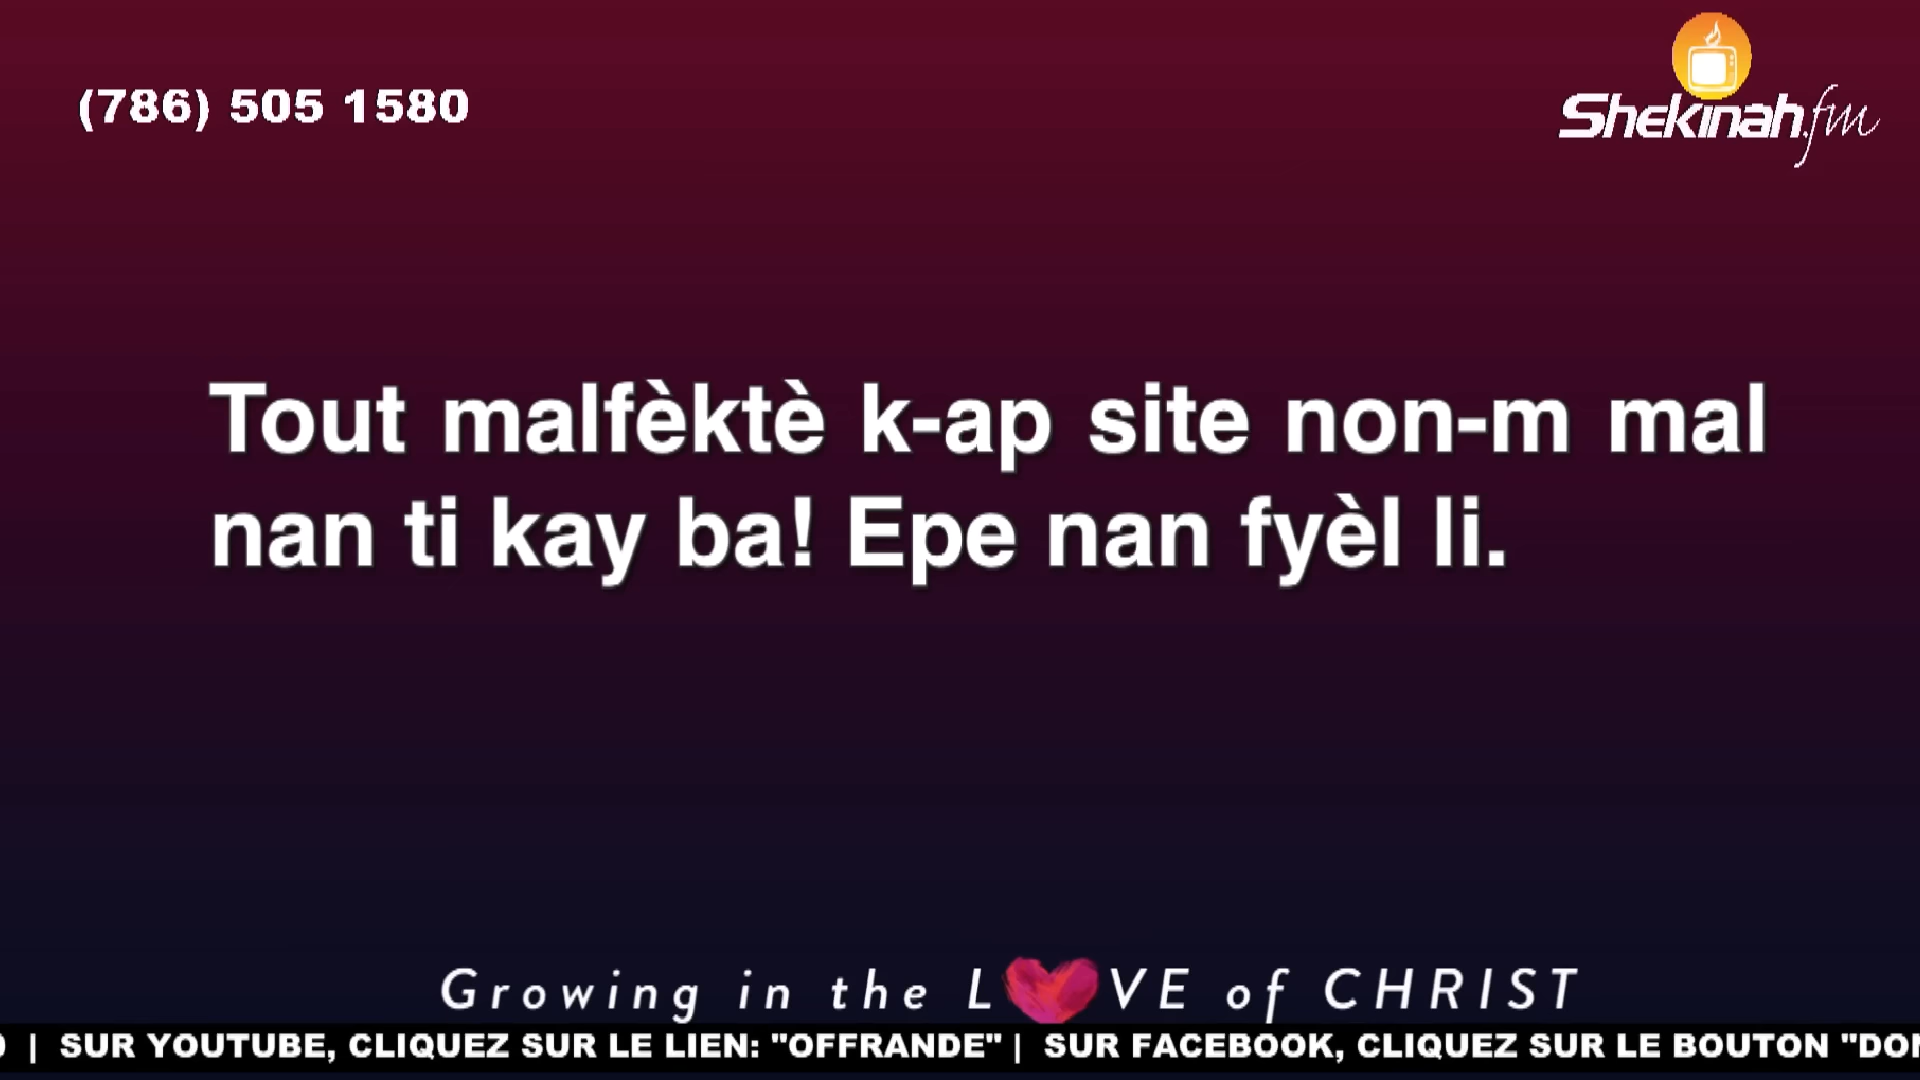 (786) 505 1580
Shekinah.fm
Tout malfèktè k-ap site non-m mal
nan ti kay ba! Epe nan fyèl li.
Growing in the LOVE of CHRIST
| SUR YOUTUBE, CLIQUEZ SUR LE LIEN: "OFFRANDE" | SUR FACEBOOK, CLIQUEZ SUR LE BOUTON